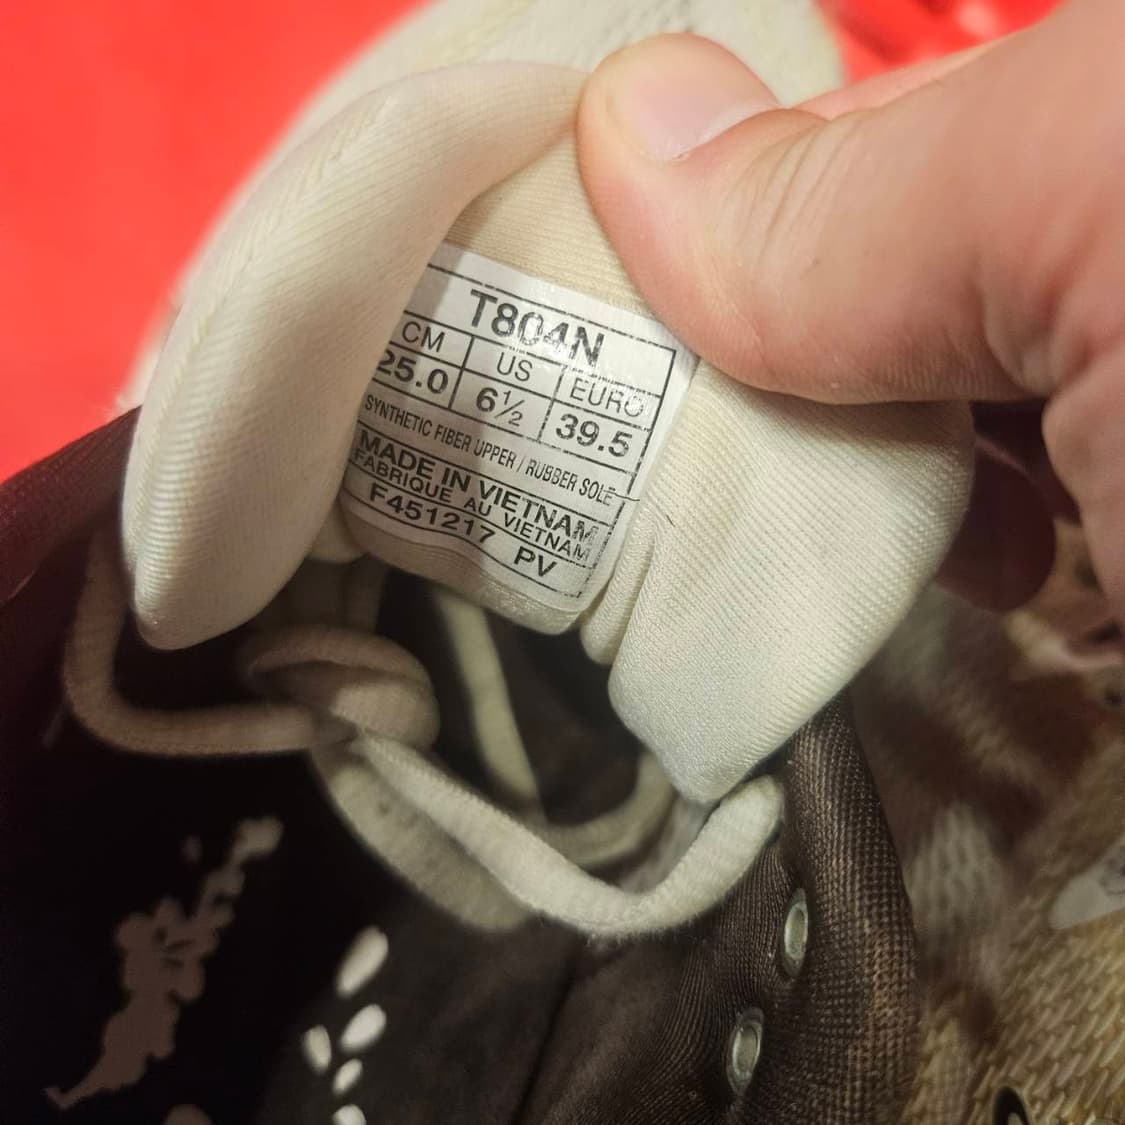 T804N
CM US EURO
25.0 6½ 39.5
SYNTHETIC FIBER UPPER / RUBBER SOLE
MADE IN VIETNAM
FABRIQUE AU VIETNAM
F451217 PV